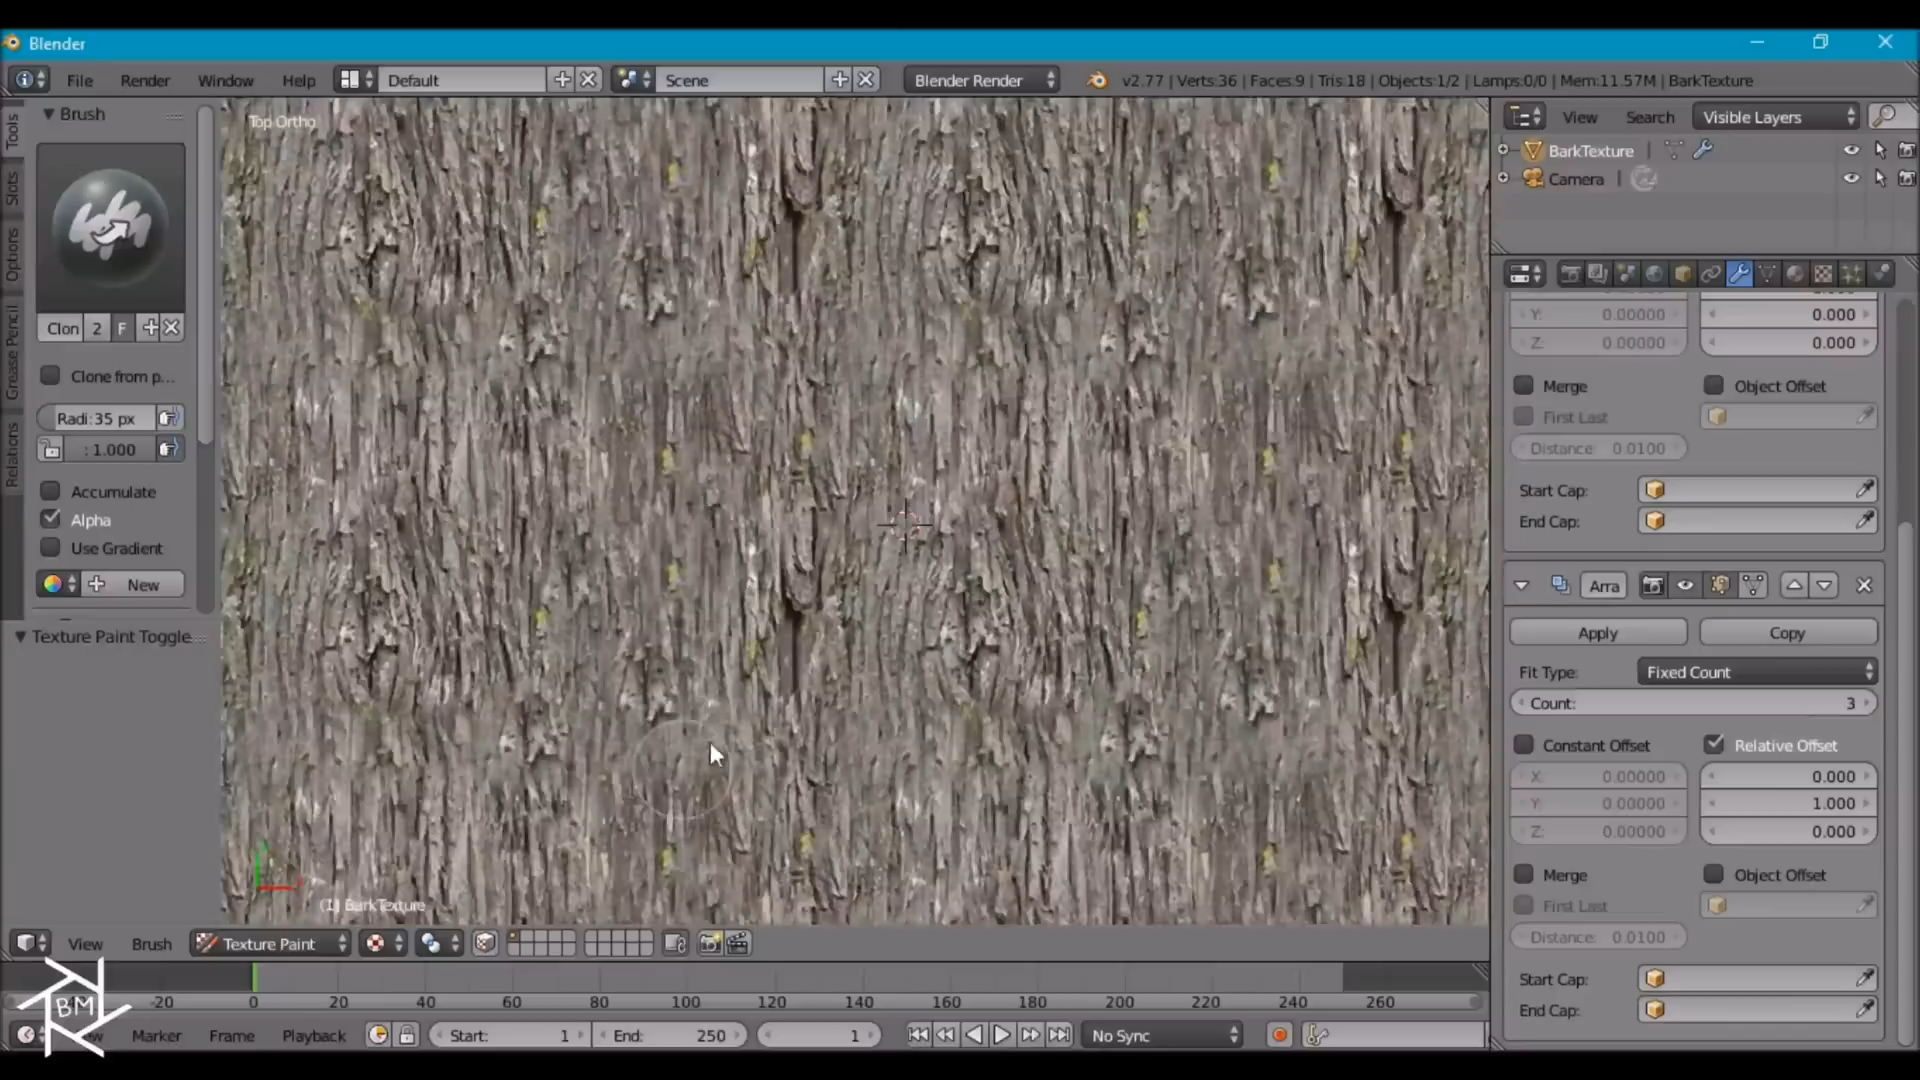 Blender
File Render Window Help Default Scene Blender Render v2.77 | Verts:36 | Faces:9 | Tris:18 | Objects:1/2 | Lamps:0/0 | Mem:11.57M | BarkTexture
Tools
Slots
Options
Grease Pencil
Relations
Brush
Clon 2 F
Clone from p...
Radi: 35 px
: 1.000
Accumulate
Alpha
Use Gradient
New
Texture Paint Toggle
Top Ortho
(1) BarkTexture
View Search Visible Layers
BarkTexture
Camera
Y: 0.00000 0.000
Z: 0.00000 0.000
Merge Object Offset
First Last
Distance: 0.0100
Start Cap:
End Cap:
Arra
Apply Copy
Fit Type: Fixed Count
Count: 3
Constant Offset Relative Offset
X: 0.00000 0.000
Y: 0.00000 1.000
Z: 0.00000 0.000
Merge Object Offset
First Last
Distance: 0.0100
Start Cap:
End Cap:
View Brush Texture Paint
-20 0 20 40 60 80 100 120 140 160 180 200 220 240 260
BM
Marker Frame Playback Start: 1 End: 250 1 No Sync